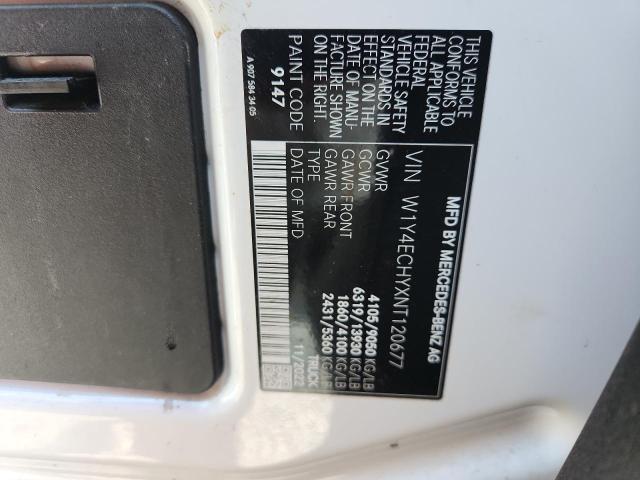 MFD BY MERCEDES-BENZ AG
VIN W1Y4ECHYXNT120677
GVWR 4105/9050 KG/LB
GCWR 6319/13930 KG/LB
GAWR FRONT 1860/4100 KG/LB
GAWR REAR 2431/5360 KG/LB
TYPE TRUCK
DATE OF MFD 11/2022
THIS VEHICLE
CONFORMS TO
ALL APPLICABLE
FEDERAL
VEHICLE SAFETY
STANDARDS IN
EFFECT ON THE
DATE OF MANU-
FACTURE SHOWN
ON THE RIGHT.
PAINT CODE
9147
A 907 584 34 05